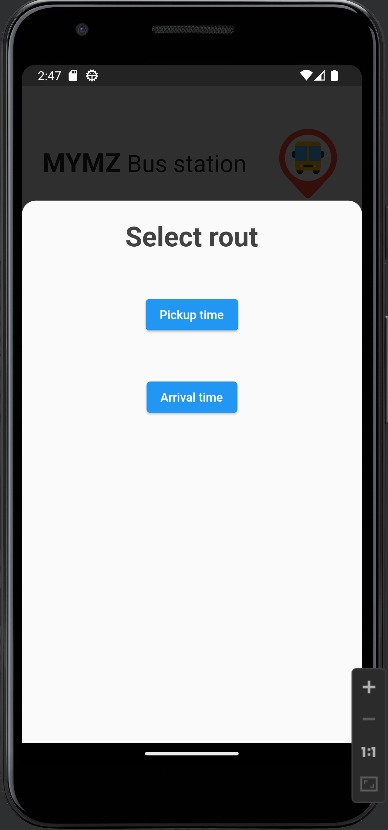 2:47
MYMZ Bus station
Select rout
Pickup time
Arrival time
1:1